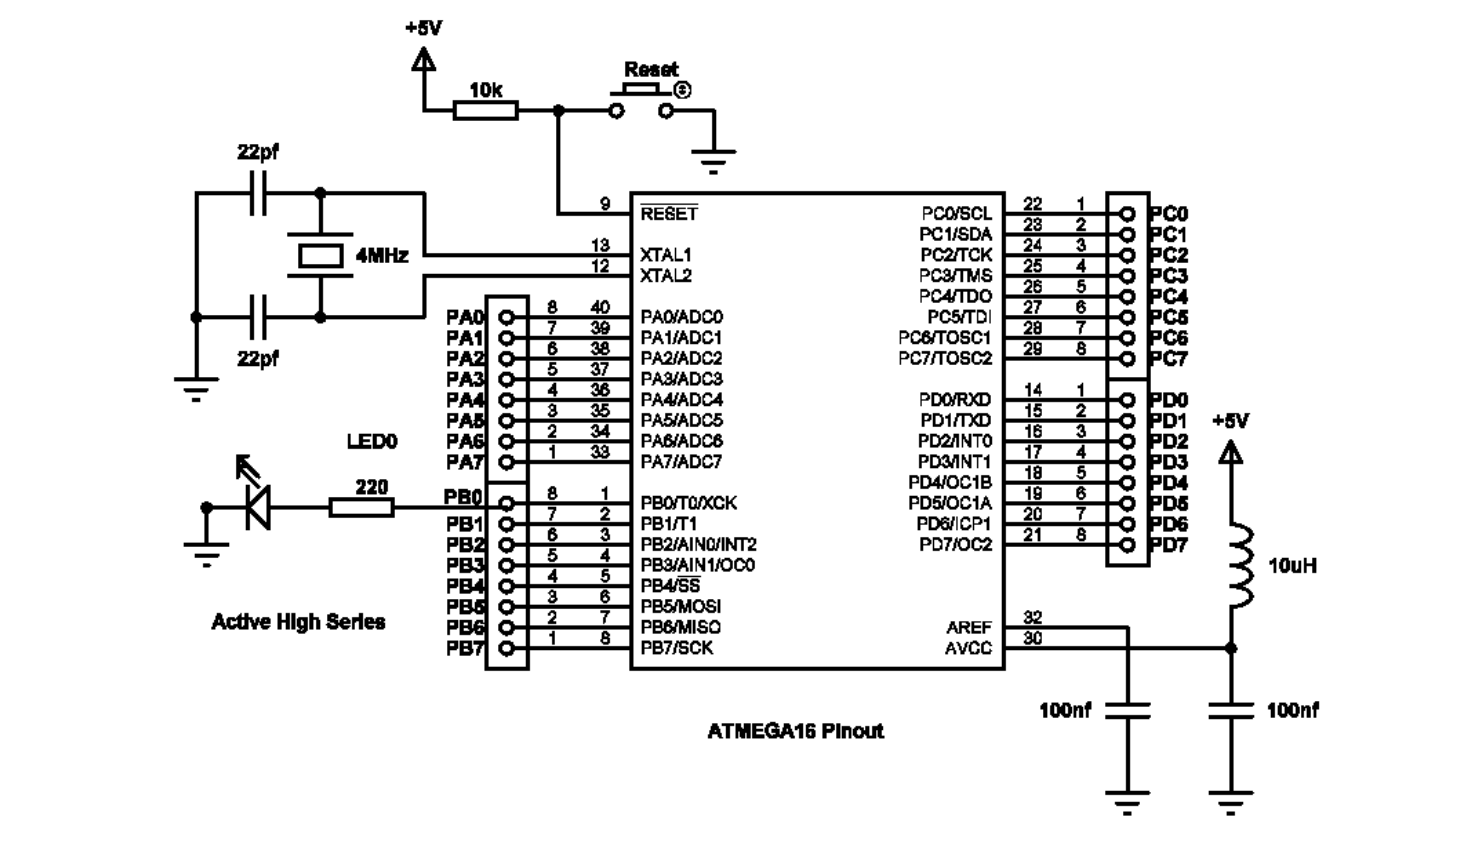 +5V
Reset
10k
22pf
4MHz
22pf
9 RESET
13 XTAL1
12 XTAL2
PA0 8 40 PA0/ADC0
PA1 7 39 PA1/ADC1
PA2 6 38 PA2/ADC2
PA3 5 37 PA3/ADC3
PA4 4 36 PA4/ADC4
PA5 3 35 PA5/ADC5
PA6 2 34 PA6/ADC6
PA7 1 33 PA7/ADC7
LED0
220
PB0 8 1 PB0/T0/XCK
PB1 7 2 PB1/T1
PB2 6 3 PB2/AIN0/INT2
PB3 5 4 PB3/AIN1/OC0
PB4 4 5 PB4/SS
PB5 3 6 PB5/MOSI
PB6 2 7 PB6/MISO
PB7 1 8 PB7/SCK
Active High Series
PC0/SCL 22 1 PC0
PC1/SDA 23 2 PC1
PC2/TCK 24 3 PC2
PC3/TMS 25 4 PC3
PC4/TDO 26 5 PC4
PC5/TDI 27 6 PC5
PC6/TOSC1 28 7 PC6
PC7/TOSC2 29 8 PC7
PD0/RXD 14 1 PD0
PD1/TXD 15 2 PD1
PD2/INT0 16 3 PD2
PD3/INT1 17 4 PD3
PD4/OC1B 18 5 PD4
PD5/OC1A 19 6 PD5
PD6/ICP1 20 7 PD6
PD7/OC2 21 8 PD7
+5V
10uH
AREF 32
AVCC 30
100nf
100nf
ATMEGA16 Pinout